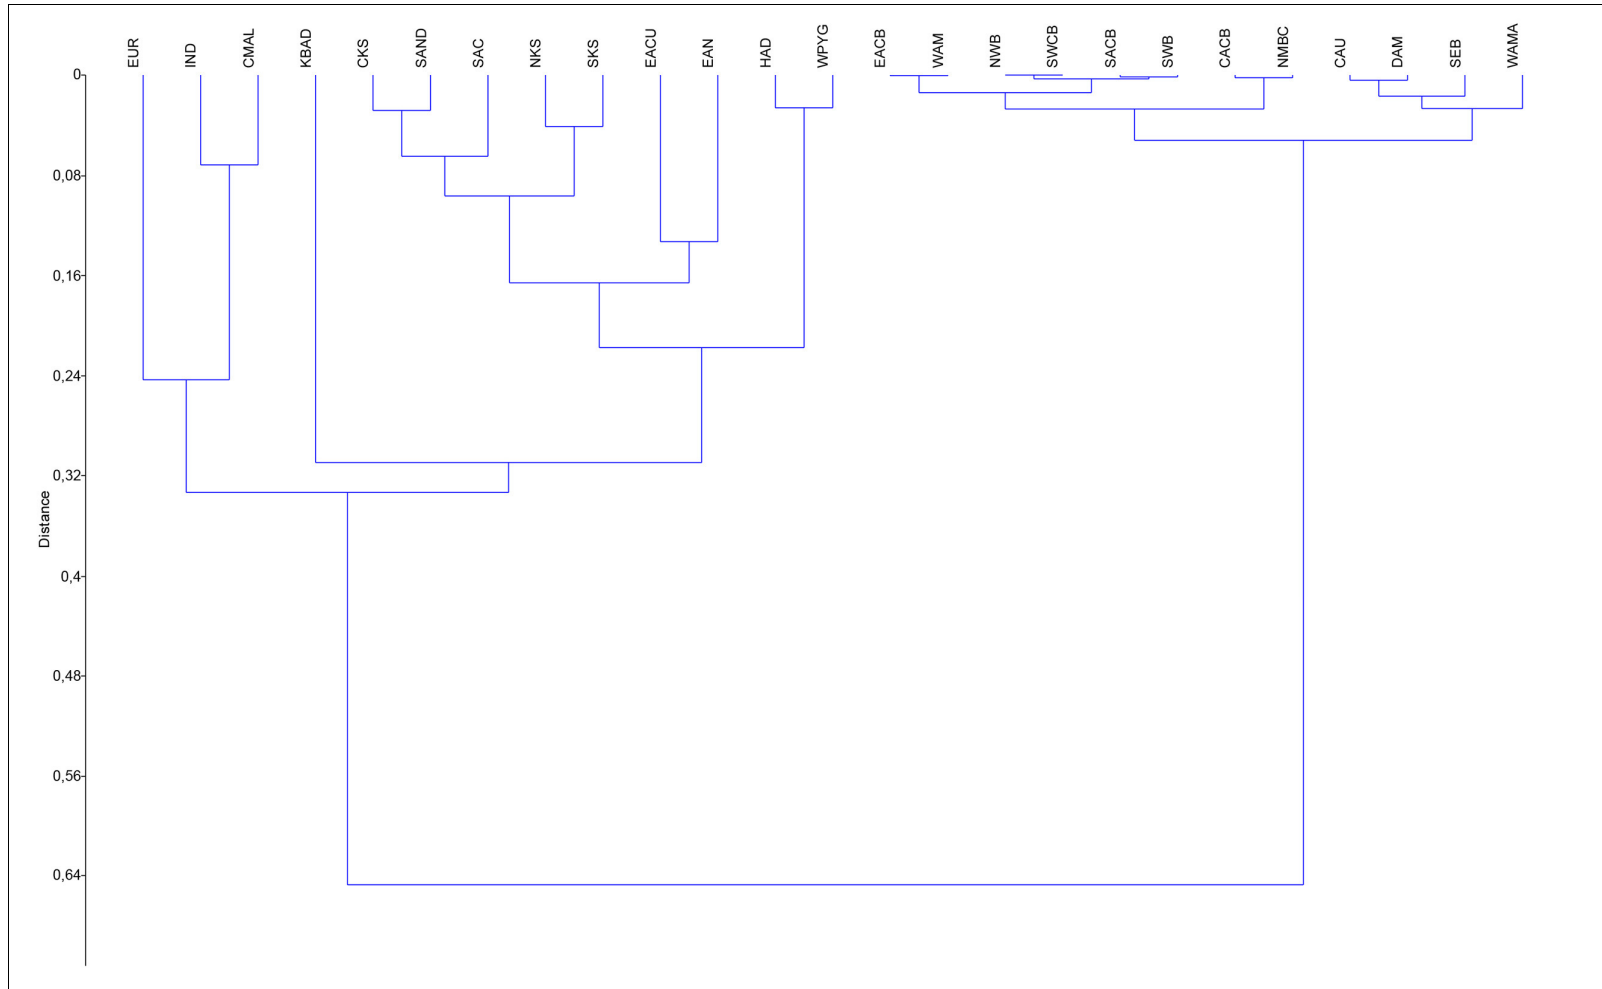 EUR
IND
CMAL
KBAD
CKS
SAND
SAC
NKS
SKS
EACU
EAN
HAD
WPYG
EACB
WAM
NWB
SWCB
SACB
SWB
CACB
NMBC
CAU
DAM
SEB
WAMA
0
0,08
0,16
0,24
0,32
0,4
0,48
0,56
0,64
Distance